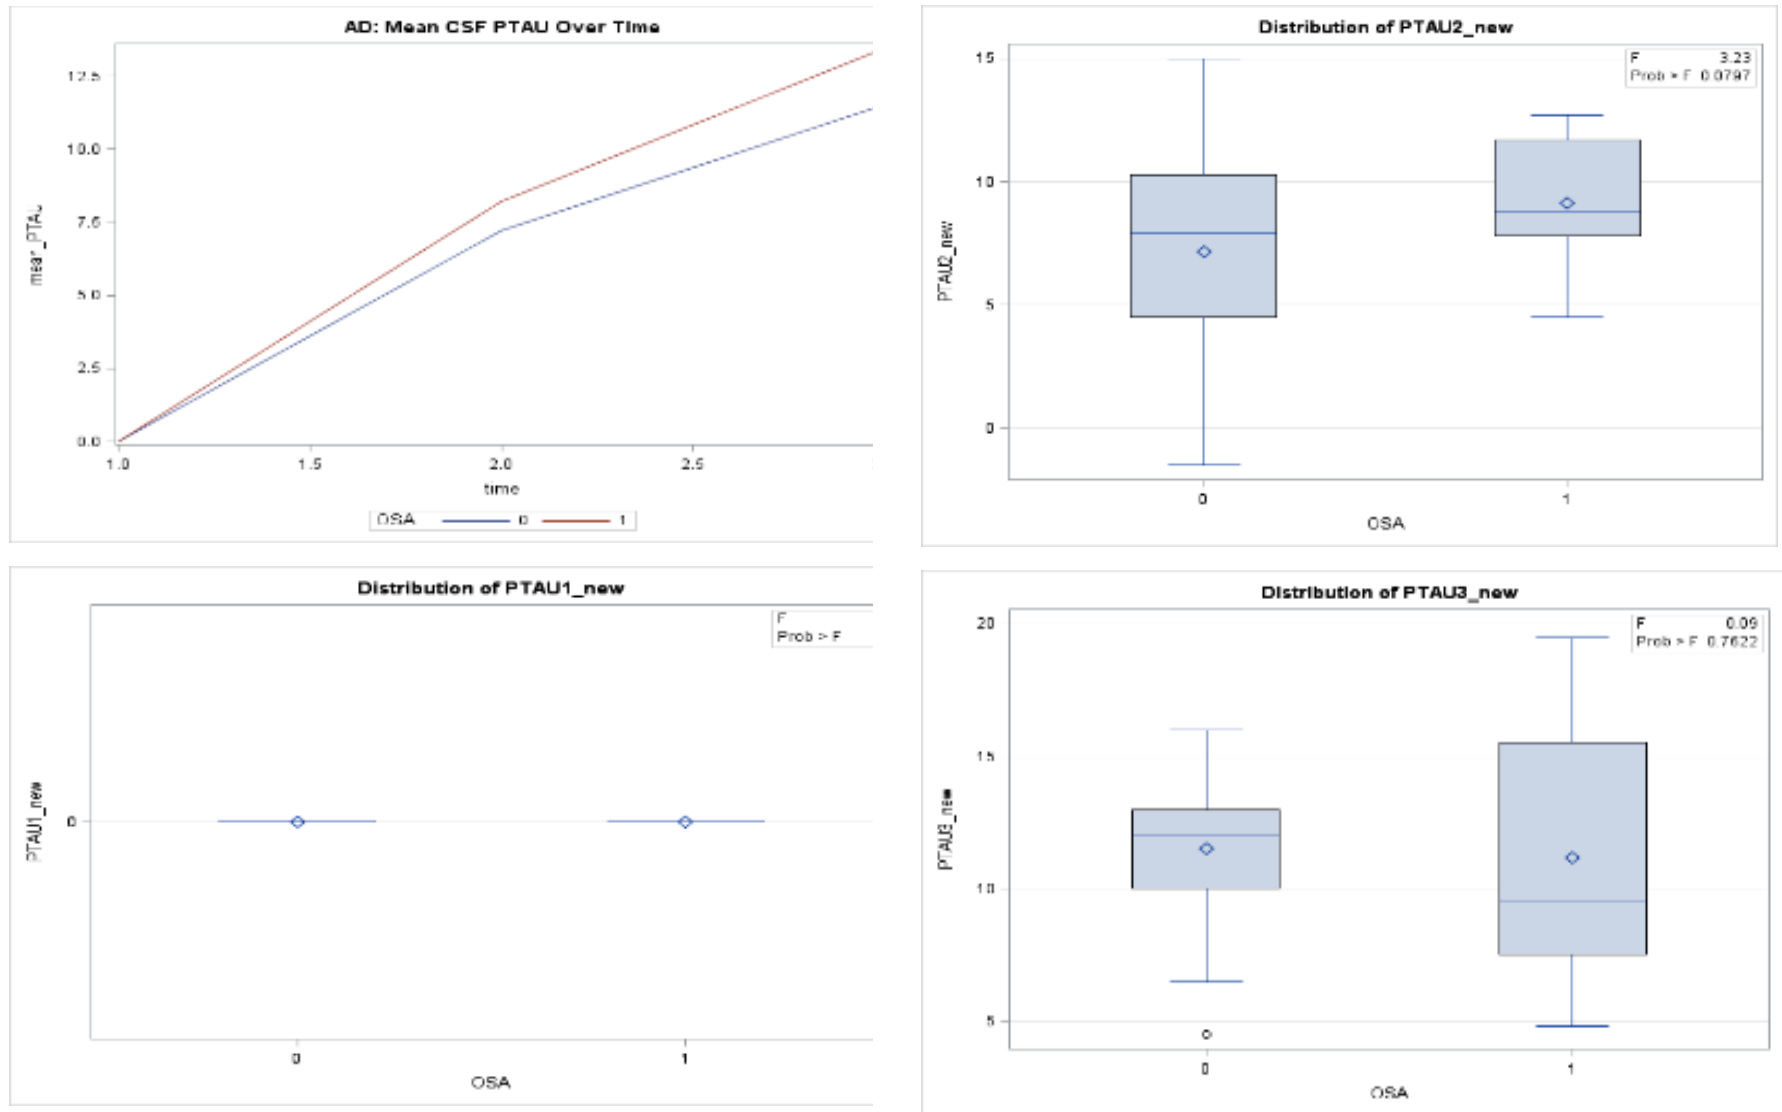 AD: Mean CSF PTAU Over Time
12.5
10.0
7.5
5.0
2.5
0.0
mean_PTAU
1.0 1.5 2.0 2.5
time
OSA 0 1
Distribution of PTAU2_new
F 3.23
Prob > F 0.0797
15
10
5
0
PTAU2_new
0 1
OSA
Distribution of PTAU1_new
F
Prob > F
0
PTAU1_new
0 1
OSA
Distribution of PTAU3_new
F 0.09
Prob > F 0.7622
20
15
10
5
PTAU3_new
0 1
OSA